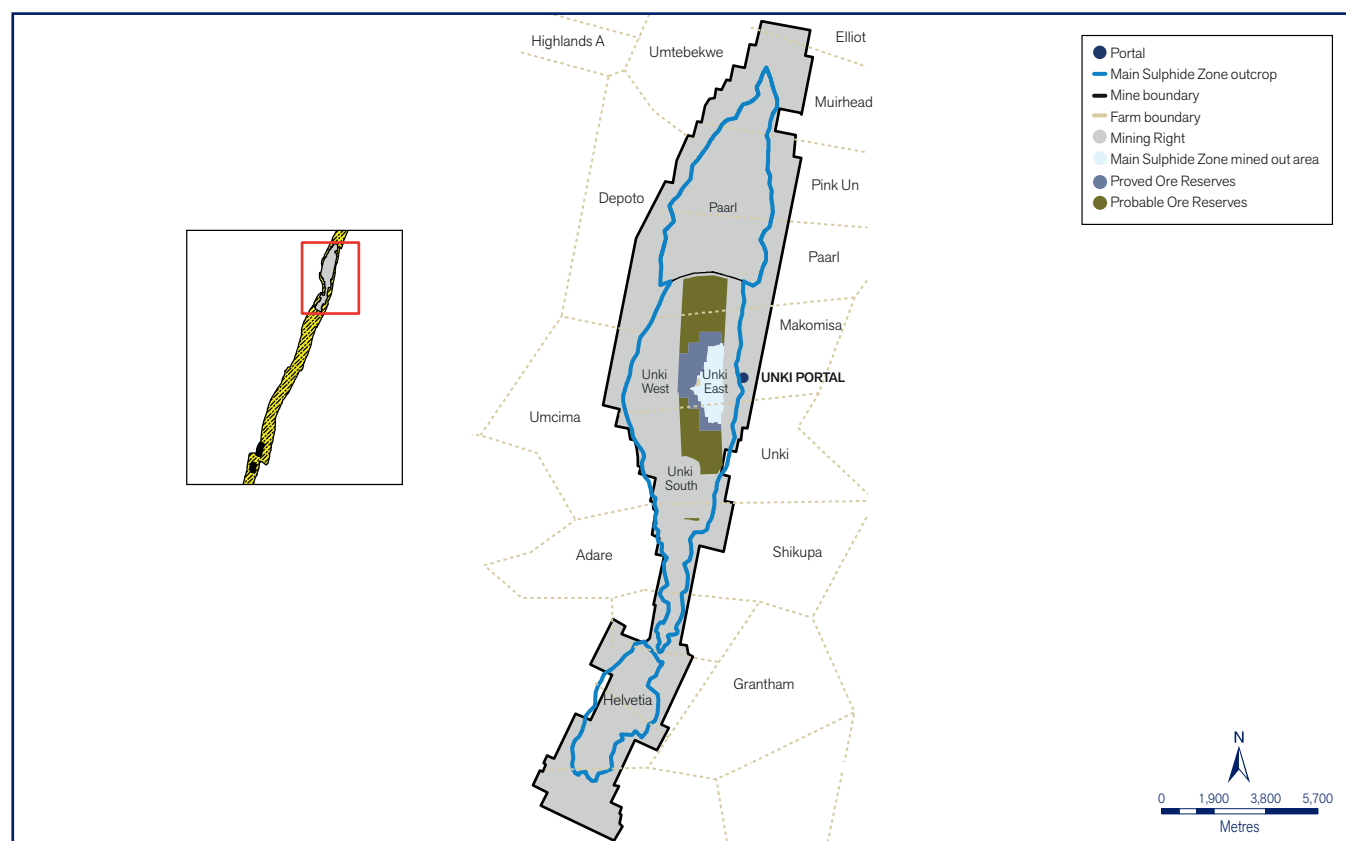 Highlands A
Umtebekwe
Elliot
Muirhead
Depoto
Pink Un
Paarl
Paarl
Makomisa
Unki
West
Unki
East
UNKI PORTAL
Umcima
Unki
Unki
South
Adare
Shikupa
Helvetia
Grantham
Portal
Main Sulphide Zone outcrop
Mine boundary
Farm boundary
Mining Right
Main Sulphide Zone mined out area
Proved Ore Reserves
Probable Ore Reserves
N
0 1,900 3,800 5,700
Metres